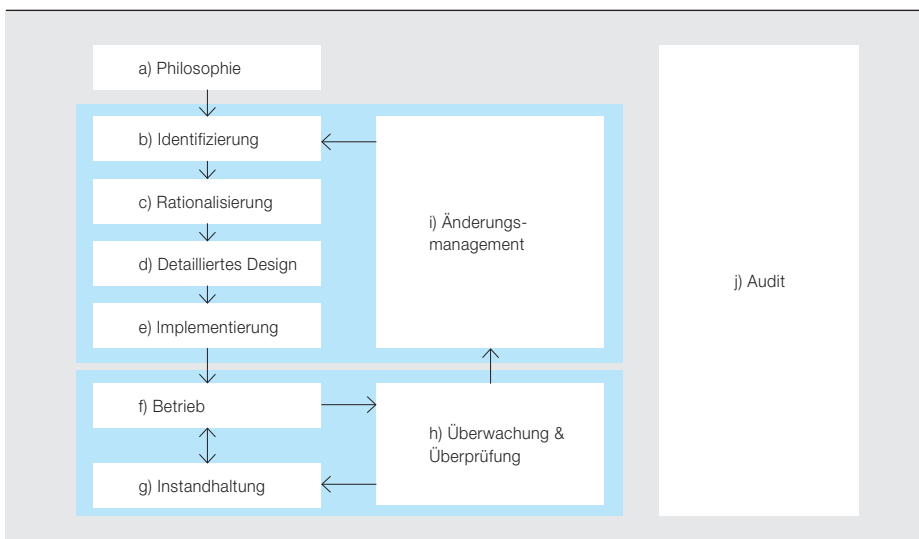 a) Philosophie
b) Identifizierung
c) Rationalisierung
d) Detailliertes Design
e) Implementierung
f) Betrieb
g) Instandhaltung
i) Änderungs-
management
h) Überwachung &
Überprüfung
j) Audit